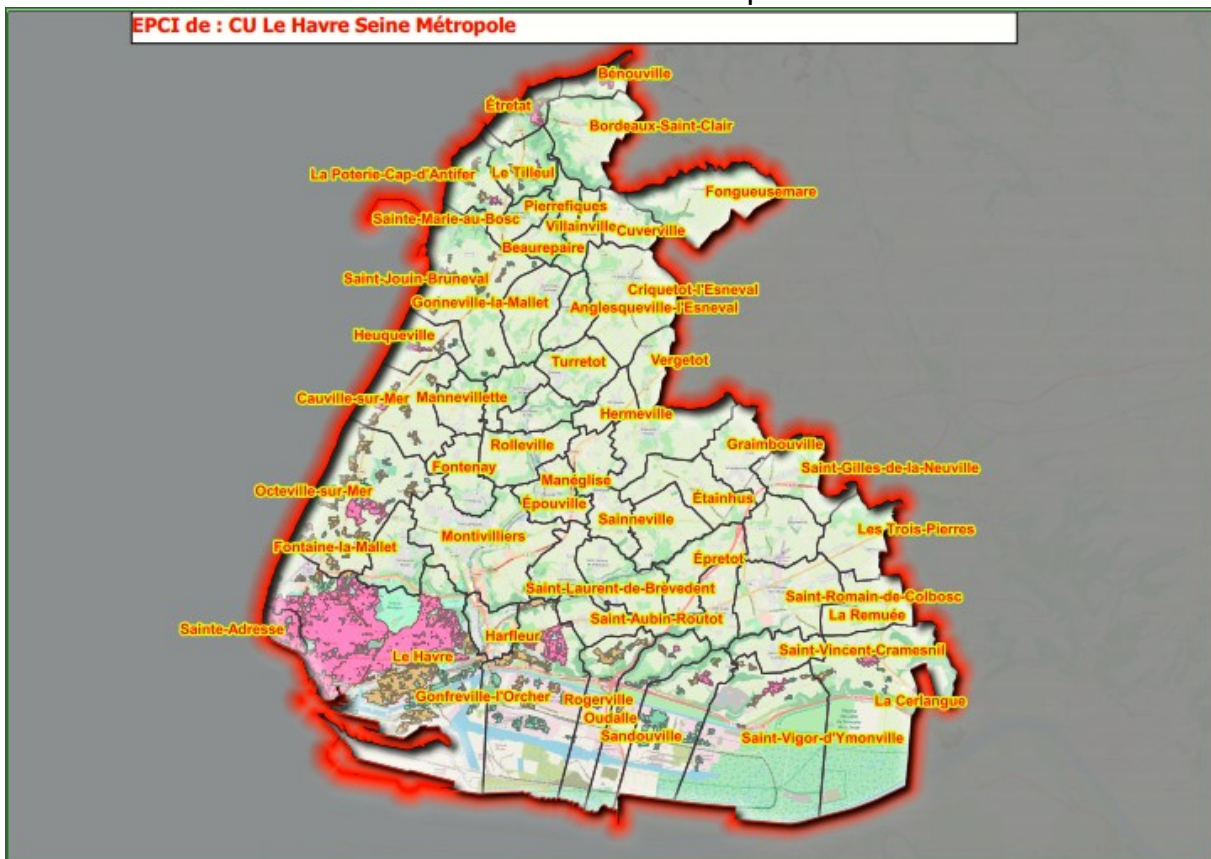 EPCI de : CU Le Havre Seine Métropole
Bénouville
Étretat
Bordeaux-Saint-Clair
La Poterie-Cap-d'Antifer
Le Tilleul
Fongueusemare
Pierrefiques
Sainte-Marie-au-Bosc
Villainville
Cuverville
Beaurepaire
Saint-Jouin-Bruneval
Criquetot-l'Esneval
Gonneville-la-Mallet
Anglesqueville-l'Esneval
Heuqueville
Turretot
Vergetot
Cauville-sur-Mer
Mannevillette
Hermeville
Rolleville
Graimbouville
Fontenay
Saint-Gilles-de-la-Neuville
Manéglise
Octeville-sur-Mer
Épouville
Étainhus
Sainneville
Les Trois-Pierres
Montivilliers
Fontaine-la-Mallet
Épretot
Saint-Laurent-de-Brèvedent
Saint-Romain-de-Colbosc
La Remuée
Saint-Aubin-Routot
Sainte-Adresse
Harfleur
Saint-Vincent-Cramesnil
Le Havre
Gonfreville-l'Orcher
Rogerville
La Cerlangue
Oudalle
Sandouville
Saint-Vigor-d'Ymonville